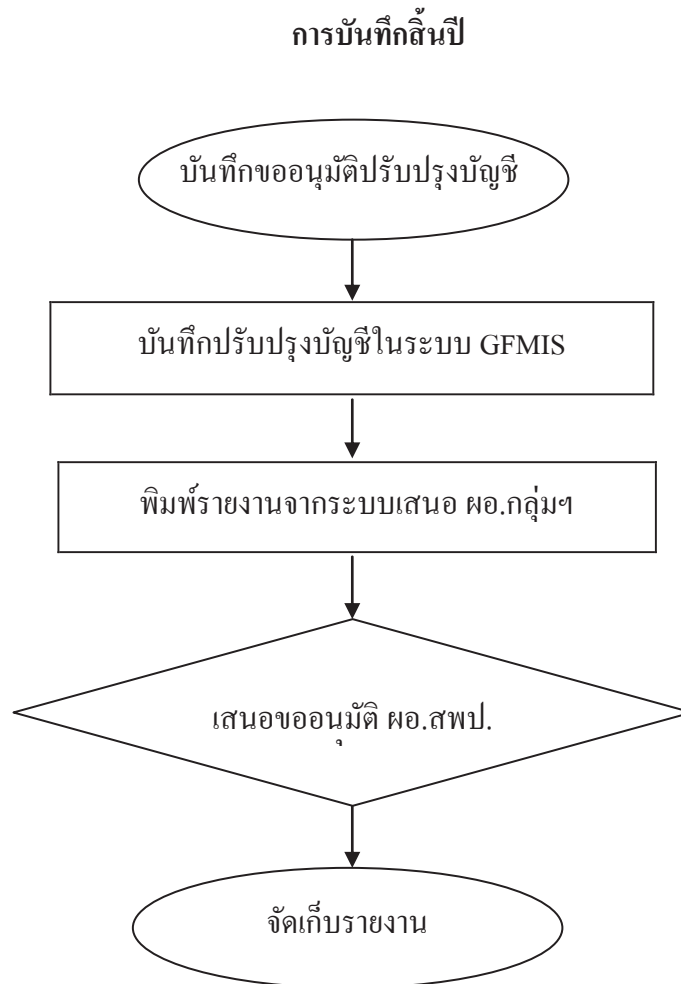 การบันทึกสิ้นปี
บันทึกขออนุมัติปรับปรุงบัญชี
บันทึกปรับปรุงบัญชีในระบบ GFMIS
พิมพ์รายงานจากระบบเสนอ ผอ.กลุ่มฯ
เสนอขออนุมัติ ผอ.สพป.
จัดเก็บรายงาน